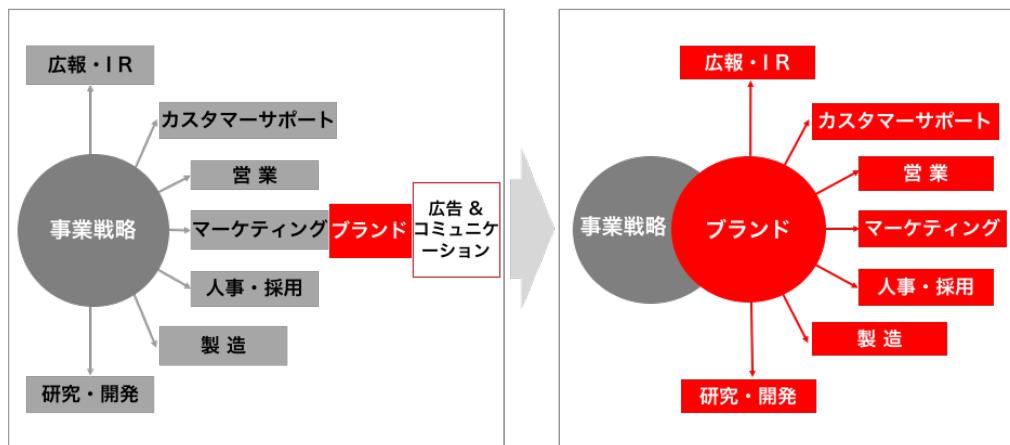 広報・IR
カスタマーサポート
営 業
事業戦略
マーケティング
ブランド
広告 &
コミュニケ
ーション
人事・採用
製 造
研究・開発
広報・IR
カスタマーサポート
営 業
事業戦略
ブランド
マーケティング
人事・採用
製 造
研究・開発